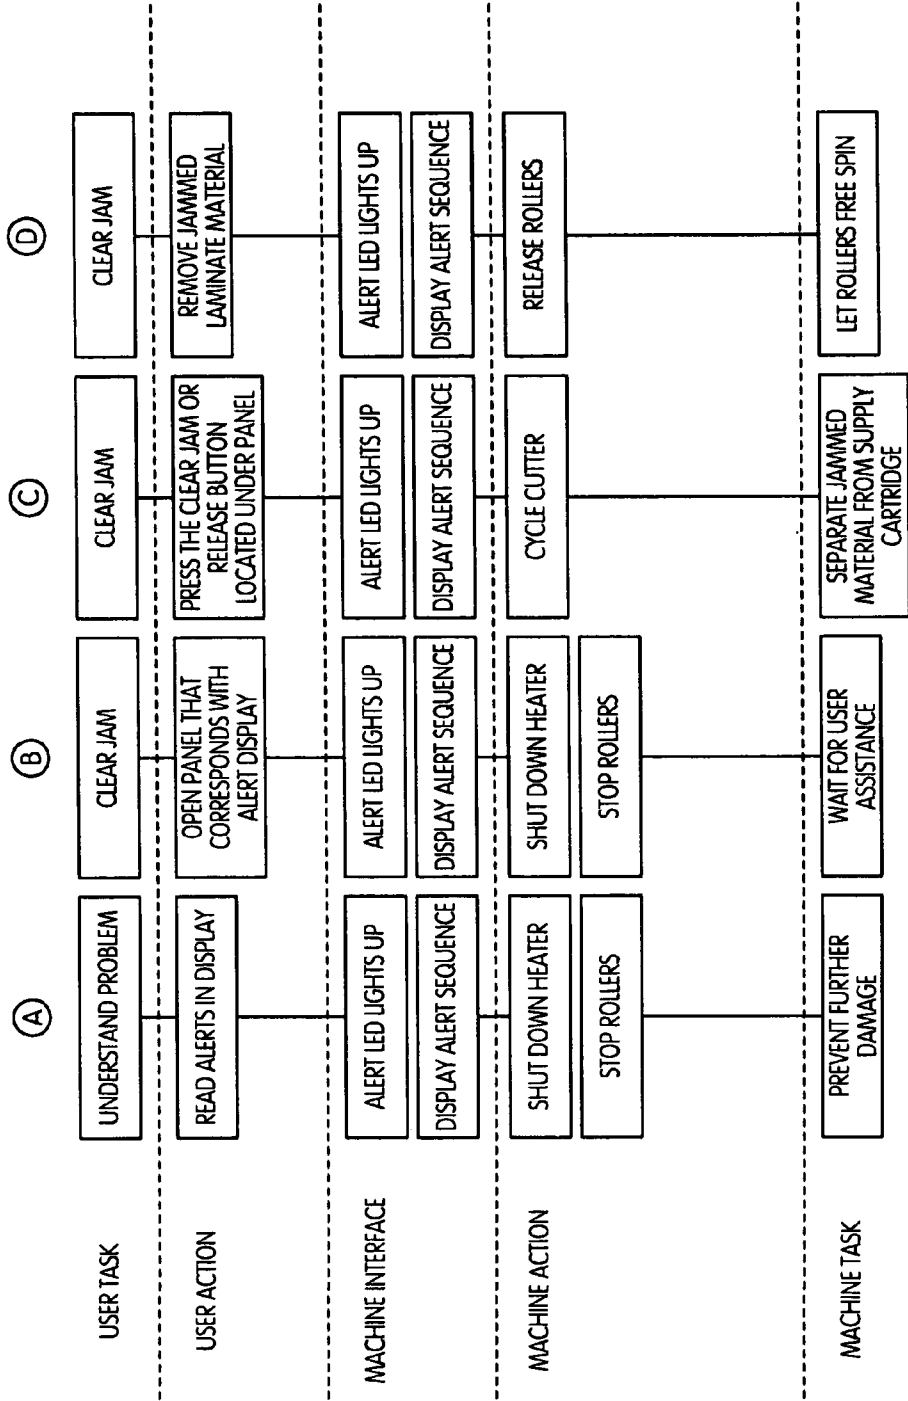 A
B
C
D
USER TASK
UNDERSTAND PROBLEM
CLEAR JAM
CLEAR JAM
CLEAR JAM
USER ACTION
READ ALERTS IN DISPLAY
OPEN PANEL THAT
CORRESPONDS WITH
ALERT DISPLAY
PRESS THE CLEAR JAM OR
RELEASE BUTTON
LOCATED UNDER PANEL
REMOVE JAMMED
LAMINATE MATERIAL
MACHINE INTERFACE
ALERT LED LIGHTS UP
DISPLAY ALERT SEQUENCE
ALERT LED LIGHTS UP
DISPLAY ALERT SEQUENCE
ALERT LED LIGHTS UP
DISPLAY ALERT SEQUENCE
ALERT LED LIGHTS UP
DISPLAY ALERT SEQUENCE
MACHINE ACTION
SHUT DOWN HEATER
STOP ROLLERS
SHUT DOWN HEATER
STOP ROLLERS
CYCLE CUTTER
RELEASE ROLLERS
MACHINE TASK
PREVENT FURTHER
DAMAGE
WAIT FOR USER
ASSISTANCE
SEPARATE JAMMED
MATERIAL FROM SUPPLY
CARTRIDGE
LET ROLLERS FREE SPIN